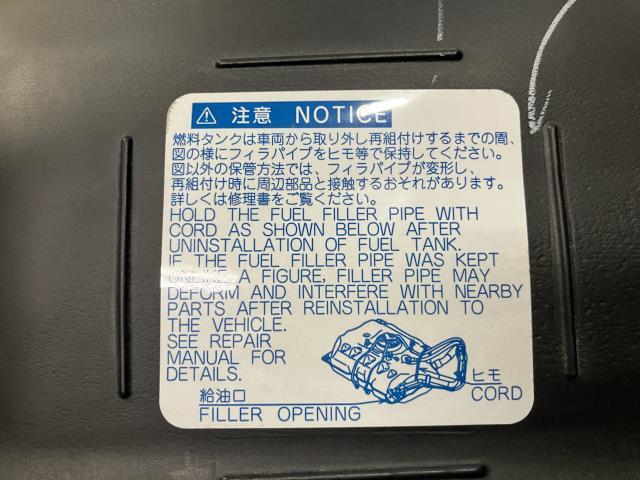 ⚠ 注意 NOTICE
燃料タンクは車両から取り外し再組付けするまでの間、
図の様にフィラパイプをヒモ等で保持してください。
図以外の保管方法では、フィラパイプが変形し、
再組付け時に周辺部品と接触するおそれがあります。
詳しくは修理書をご覧ください。
HOLD THE FUEL FILLER PIPE WITH
CORD AS SHOWN BELOW AFTER
UNINSTALLATION OF FUEL TANK.
IF THE FUEL FILLER PIPE WAS KEPT
UNLIKE A FIGURE, FILLER PIPE MAY
DEFORM AND INTERFERE WITH NEARBY
PARTS AFTER REINSTALLATION TO
THE VEHICLE.
SEE REPAIR
MANUAL FOR
DETAILS.
ヒモ
CORD
給油口
FILLER OPENING